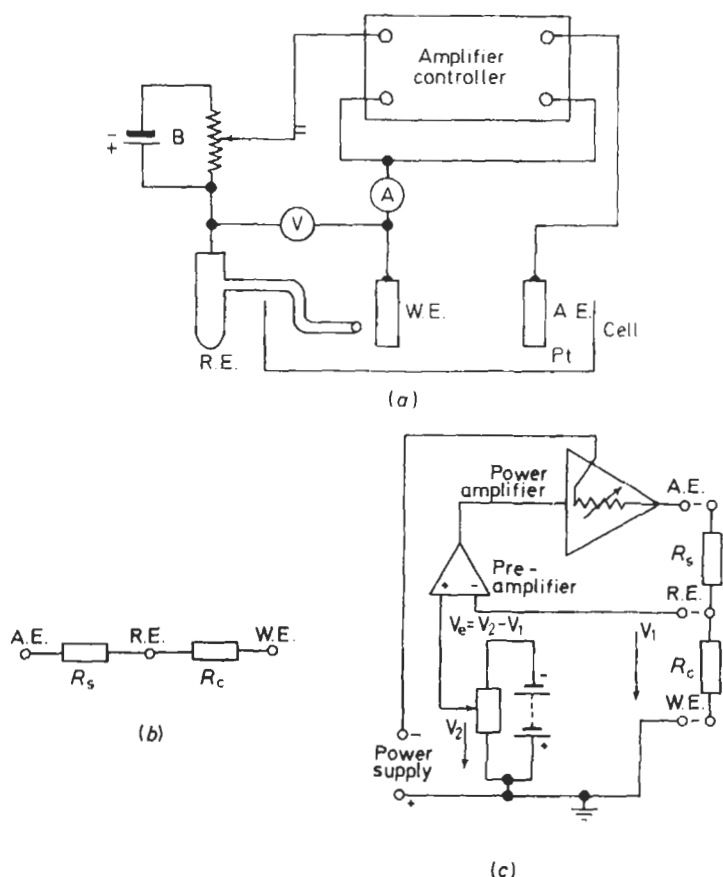 Amplifier
controller
−
+
B
A
V
W.E.
A.E.
Cell
R.E.
Pt
(a)
A.E.
R.E.
W.E.
Rs
Rc
(b)
Power
amplifier
A.E.
Rs
Pre-
amplifier
+
−
R.E.
Ve=V2−V1
V1
Rc
W.E.
−
V2
+
−
Power
supply
+
(c)